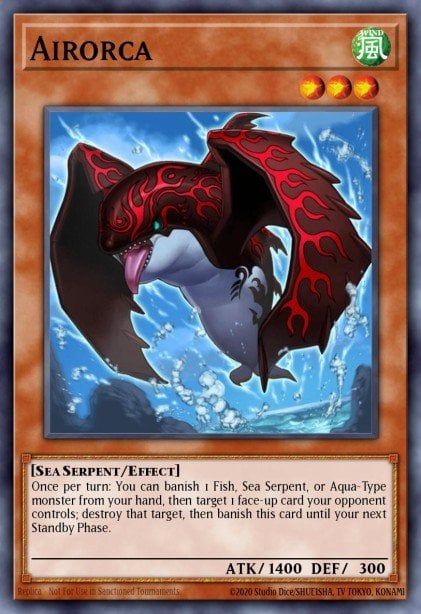 AIRORCA
WIND
風
[SEA SERPENT/EFFECT]
Once per turn: You can banish 1 Fish, Sea Serpent, or Aqua-Type
monster from your hand, then target 1 face-up card your opponent
controls; destroy that target, then banish this card until your next
Standby Phase.
ATK/1400 DEF/ 300
Replica - Not For Use in Sanctioned Tournaments. ©2020 Studio Dice/SHUEISHA, TV TOKYO, KONAMI